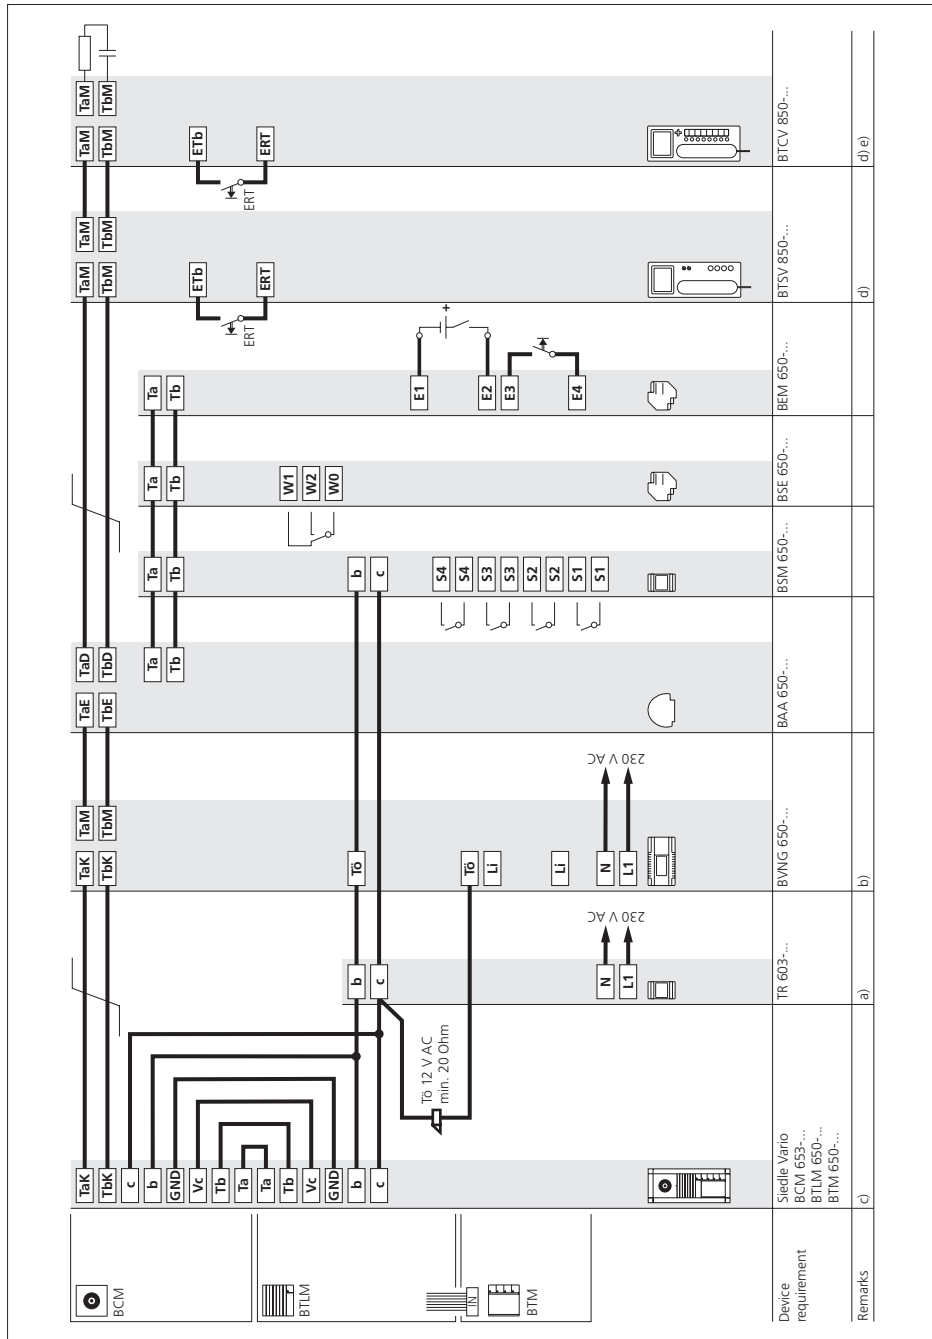 TaK TaK TaM TaE TaD TaM TaM TaM TaM
TbK TbK TbM TbE TbD TbM TbM TbM TbM
BCM
c
b Ta Ta Ta Ta
GND Tb Tb Tb Tb
Vc ETb ETb
Tb
Ta ERT ERT
Ta ERT ERT
Tb W1
BTLM
Vc W2
GND W0
b b Tö b
c c c
Tö 12 V AC S4 E1
min. 20 Ohm +
Tö S4
IN Li S3 E2
S3 E3
BTM S2
Li S2
S1 E4
N N S1
L1 L1
230 V AC 230 V AC
Device
requirement
Siedle Vario
BCM 653-...
BTLM 650-...
BTM 650-...
TR 603-...
BVNG 650-...
BAA 650-...
BSM 650-...
BSE 650-...
BEM 650-...
BTSV 850-...
BTCV 850-...
Remarks c) a) b) d) d) e)